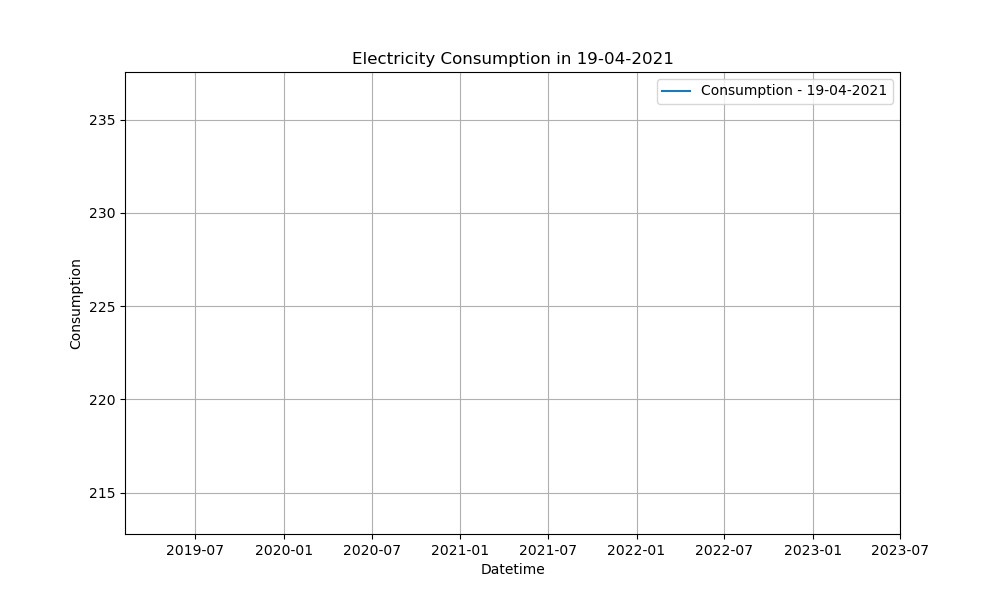 Electricity Consumption in 19-04-2021
Consumption - 19-04-2021
235
230
225
220
215
Consumption
2019-07 2020-01 2020-07 2021-01 2021-07 2022-01 2022-07 2023-01 2023-07
Datetime